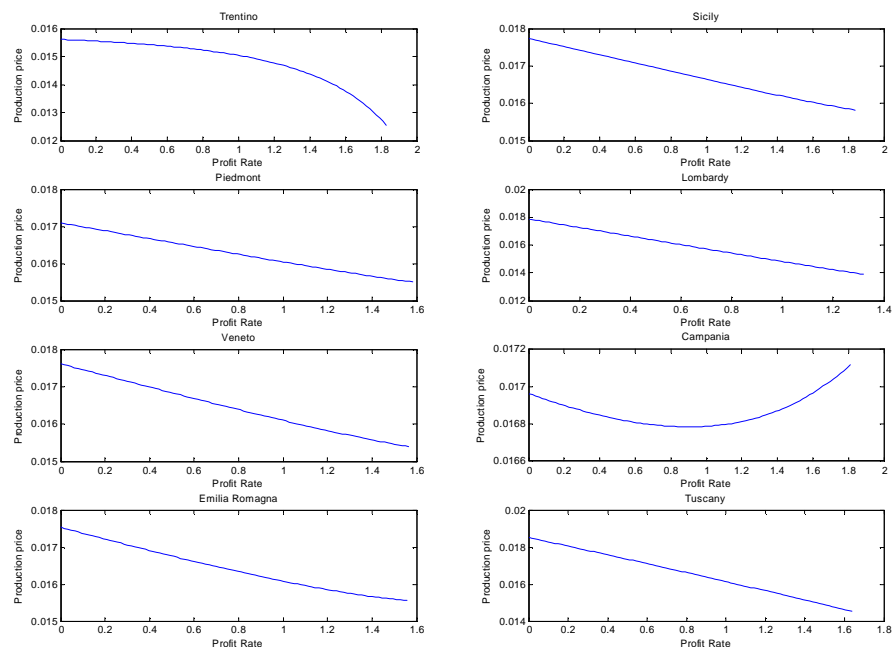 Trentino
0.016
0.015
0.014
0.013
0.012
Production price
0 0.2 0.4 0.6 0.8 1 1.2 1.4 1.6 1.8 2
Profit Rate
Sicily
0.018
0.017
0.016
0.015
Production price
0 0.2 0.4 0.6 0.8 1 1.2 1.4 1.6 1.8 2
Profit Rate
Piedmont
0.018
0.017
0.016
0.015
Production price
0 0.2 0.4 0.6 0.8 1 1.2 1.4 1.6
Profit Rate
Lombardy
0.02
0.018
0.016
0.014
0.012
Production price
0 0.2 0.4 0.6 0.8 1 1.2 1.4
Profit Rate
Veneto
0.018
0.017
0.016
0.015
Production price
0 0.2 0.4 0.6 0.8 1 1.2 1.4 1.6
Profit Rate
Campania
0.0172
0.017
0.0168
0.0166
Production price
0 0.2 0.4 0.6 0.8 1 1.2 1.4 1.6 1.8 2
Profit Rate
Emilia Romagna
0.018
0.017
0.016
0.015
Production price
0 0.2 0.4 0.6 0.8 1 1.2 1.4 1.6
Profit Rate
Tuscany
0.02
0.018
0.016
0.014
Production price
0 0.2 0.4 0.6 0.8 1 1.2 1.4 1.6 1.8
Profit Rate